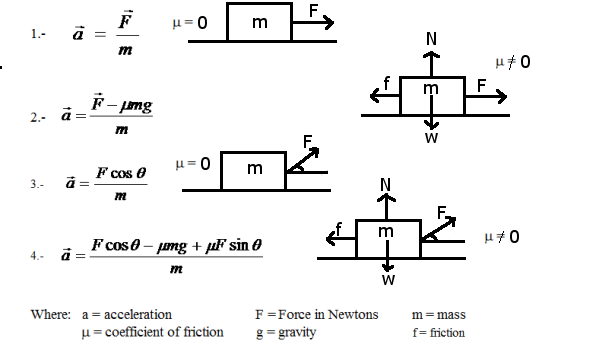 1.- a⃗ = F⃗ / m   μ = 0   m   F
N   μ ≠ 0   f   m   F   W
2.- a⃗ = F⃗ – μmg / m
3.- a⃗ = F cos θ / m   μ = 0   m   F
N   f   m   F   μ ≠ 0   W
4.- a⃗ = F cos θ – μmg + μF sin θ / m
Where: a = acceleration   F = Force in Newtons   m = mass
μ = coefficient of friction   g = gravity   f = friction